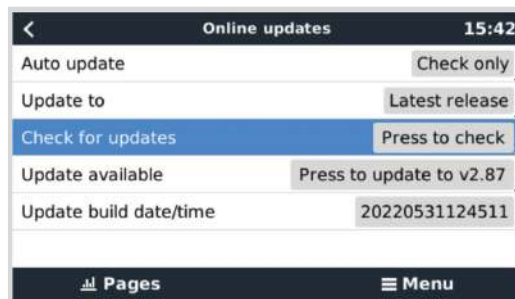 Online updates 15:42
Auto update Check only
Update to Latest release
Check for updates Press to check
Update available Press to update to v2.87
Update build date/time 20220531124511
Pages Menu